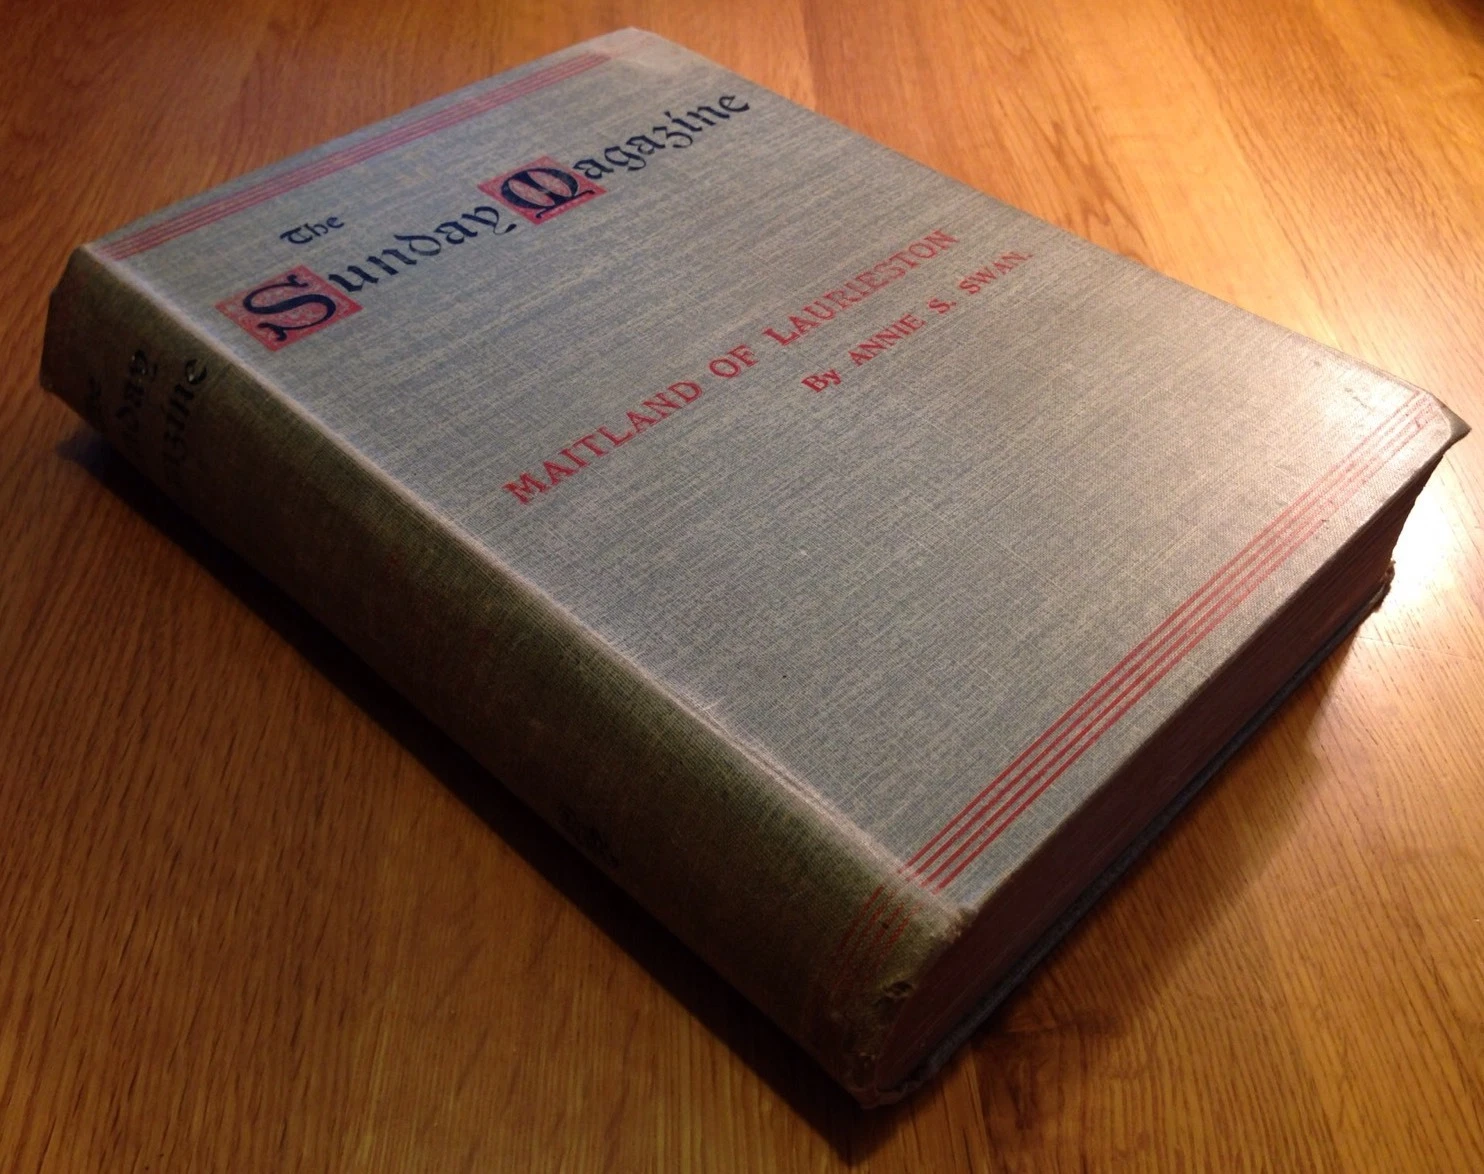 The
Sunday Magazine
MAITLAND OF LAURIESTON
By ANNIE S. SWAN.